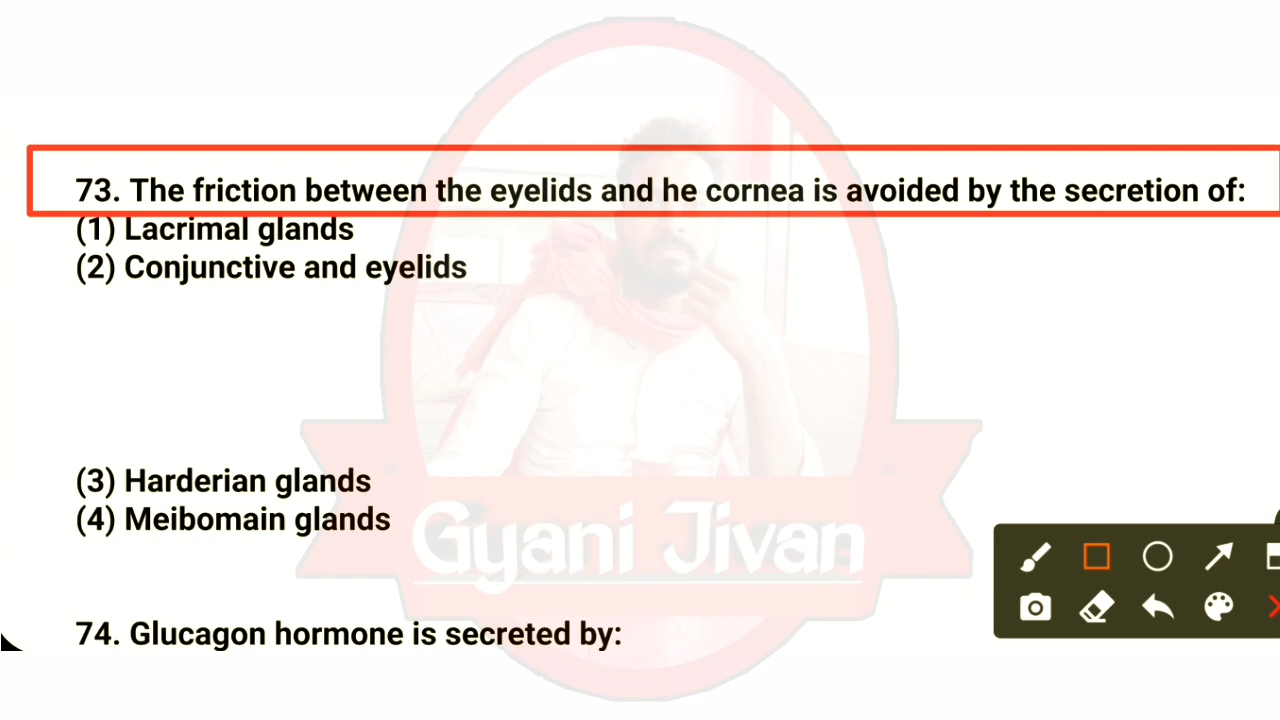 73. The friction between the eyelids and he cornea is avoided by the secretion of:
(1) Lacrimal glands
(2) Conjunctive and eyelids
(3) Harderian glands
(4) Meibomain glands
Gyani Jivan
74. Glucagon hormone is secreted by: